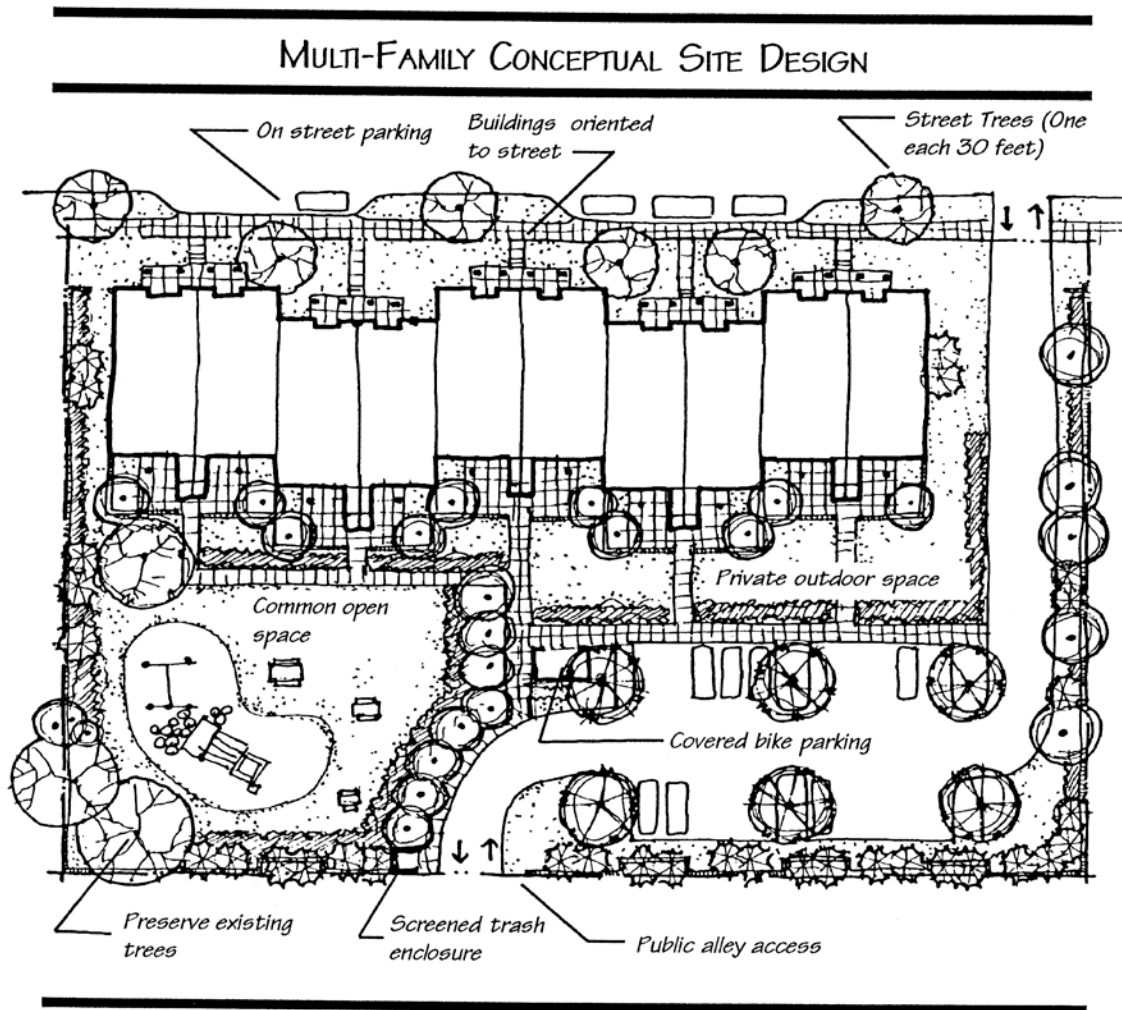 MULTI-FAMILY CONCEPTUAL SITE DESIGN
On street parking
Buildings oriented
to street
Street Trees (One
each 30 feet)
Private outdoor space
Common open
space
Covered bike parking
Preserve existing
trees
Screened trash
enclosure
Public alley access